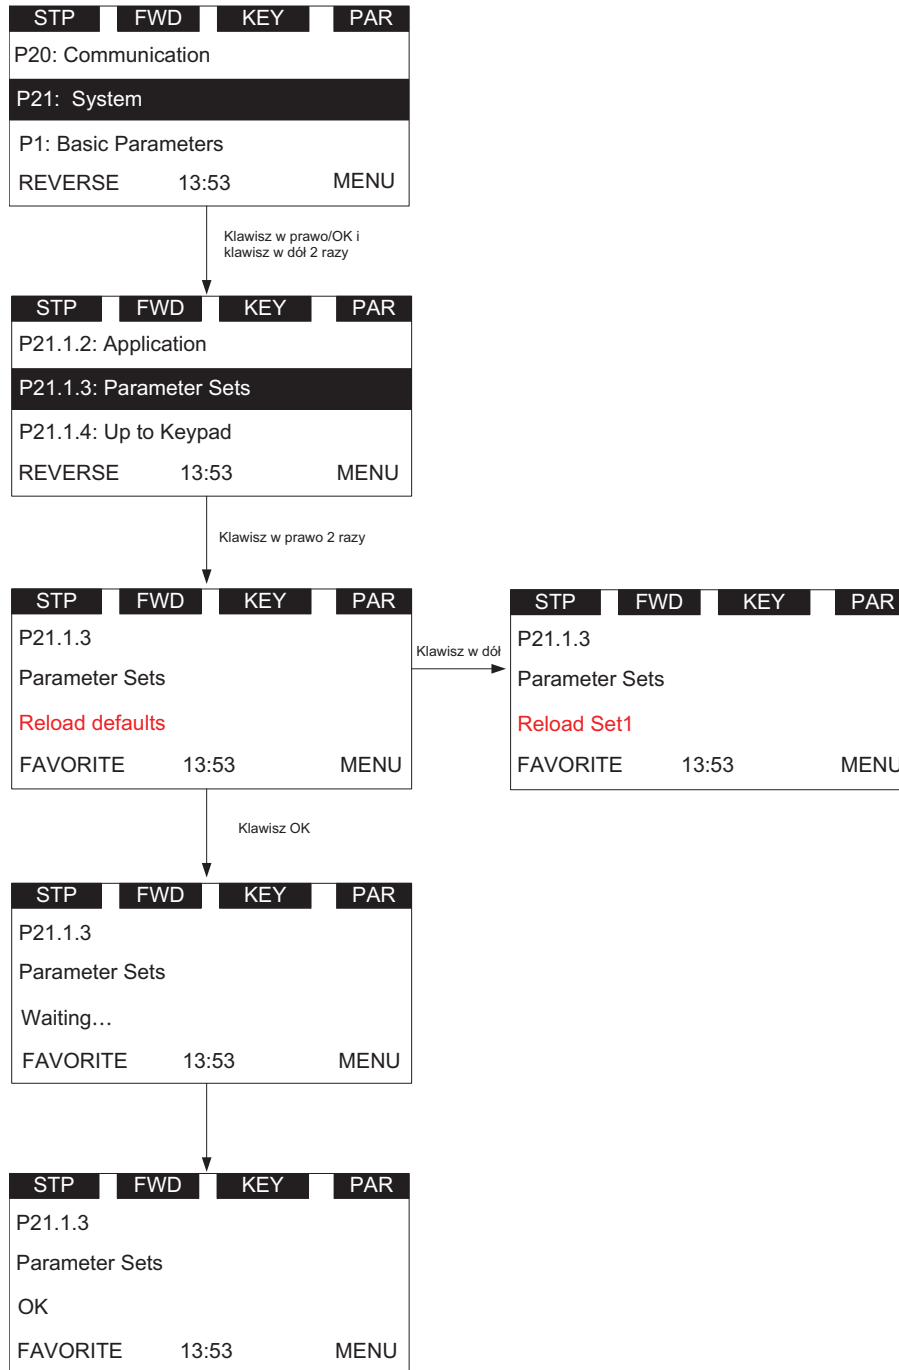 STP FWD KEY PAR
P20: Communication
P21: System
P1: Basic Parameters
REVERSE 13:53 MENU
Klawisz w prawo/OK i
klawisz w dół 2 razy
STP FWD KEY PAR
P21.1.2: Application
P21.1.3: Parameter Sets
P21.1.4: Up to Keypad
REVERSE 13:53 MENU
Klawisz w prawo 2 razy
STP FWD KEY PAR
P21.1.3
Parameter Sets
Reload defaults
FAVORITE 13:53 MENU
Klawisz w dół
STP FWD KEY PAR
P21.1.3
Parameter Sets
Reload Set1
FAVORITE 13:53 MENU
Klawisz OK
STP FWD KEY PAR
P21.1.3
Parameter Sets
Waiting…
FAVORITE 13:53 MENU
STP FWD KEY PAR
P21.1.3
Parameter Sets
OK
FAVORITE 13:53 MENU